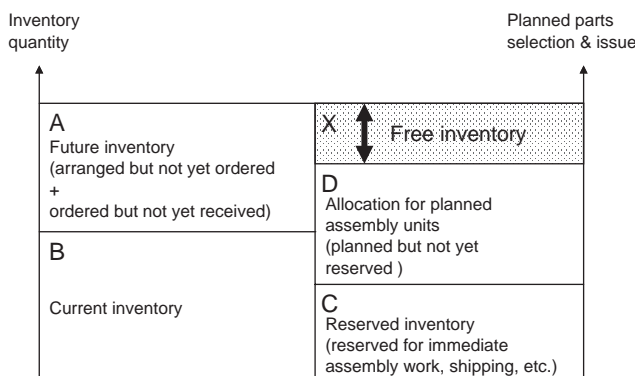 Inventory
quantity
Planned parts
selection & issue
A
Future inventory
(arranged but not yet ordered
+
ordered but not yet received)
X
Free inventory
D
Allocation for planned
assembly units
(planned but not yet
reserved )
B
Current inventory
C
Reserved inventory
(reserved for immediate
assembly work, shipping, etc.)